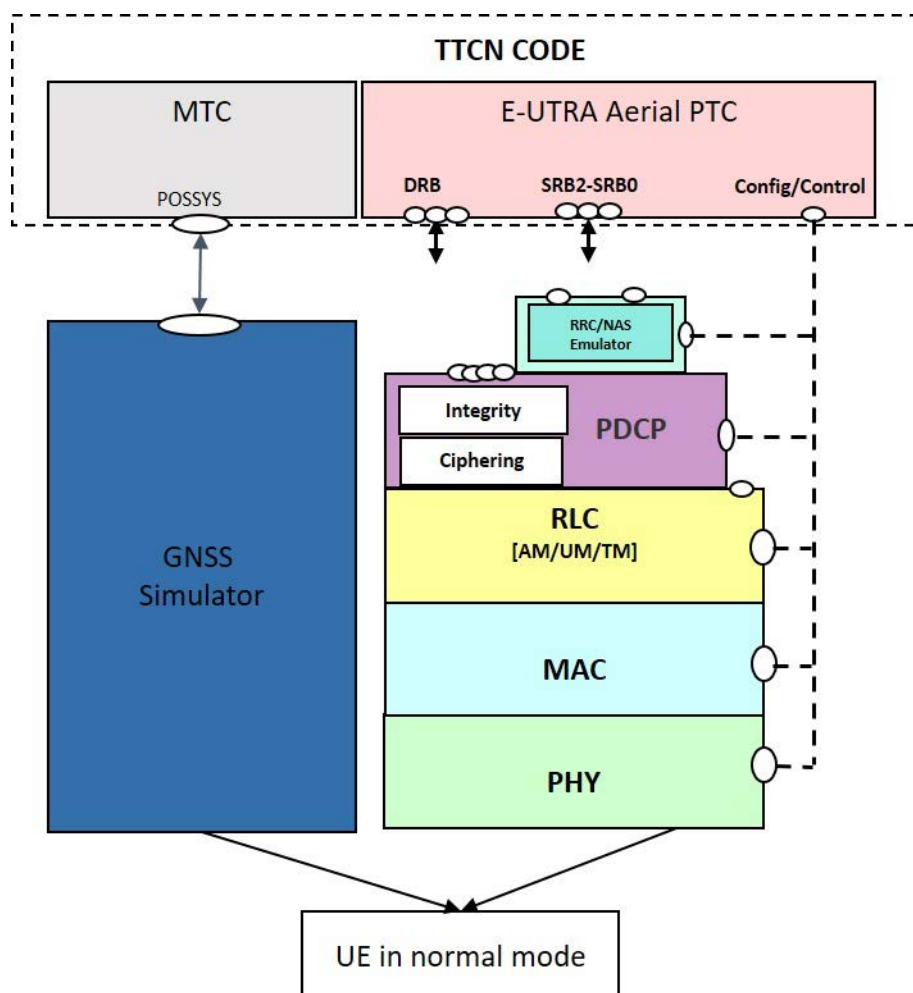 TTCN CODE
MTC
E-UTRA Aerial PTC
POSSYS
DRB
SRB2-SRB0
Config/Control
RRC/NAS
Emulator
Integrity
PDCP
Ciphering
GNSS
Simulator
RLC
[AM/UM/TM]
MAC
PHY
UE in normal mode